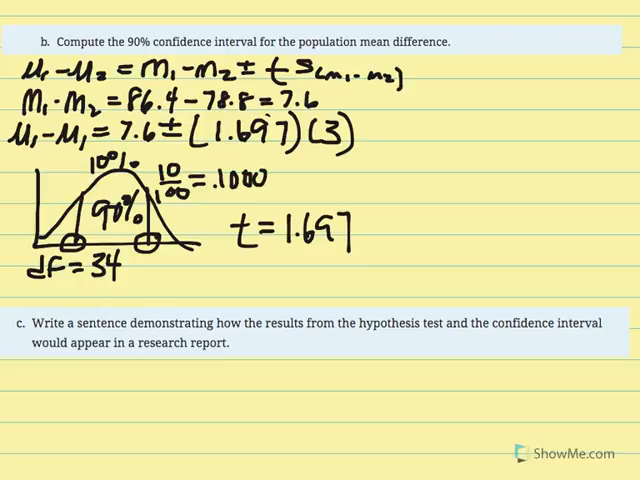 b. Compute the 90% confidence interval for the population mean difference.
μ1 - μ2 = m1 - m2 ± t s(m1 - m2)
m1 - m2 = 86.4 - 78.8 = 7.6
μ1 - μ1 = 7.6 ± (1.697)(3)
10%
10/100 = .1000
90%
t = 1.697
df = 34
c. Write a sentence demonstrating how the results from the hypothesis test and the confidence interval
would appear in a research report.
ShowMe.com